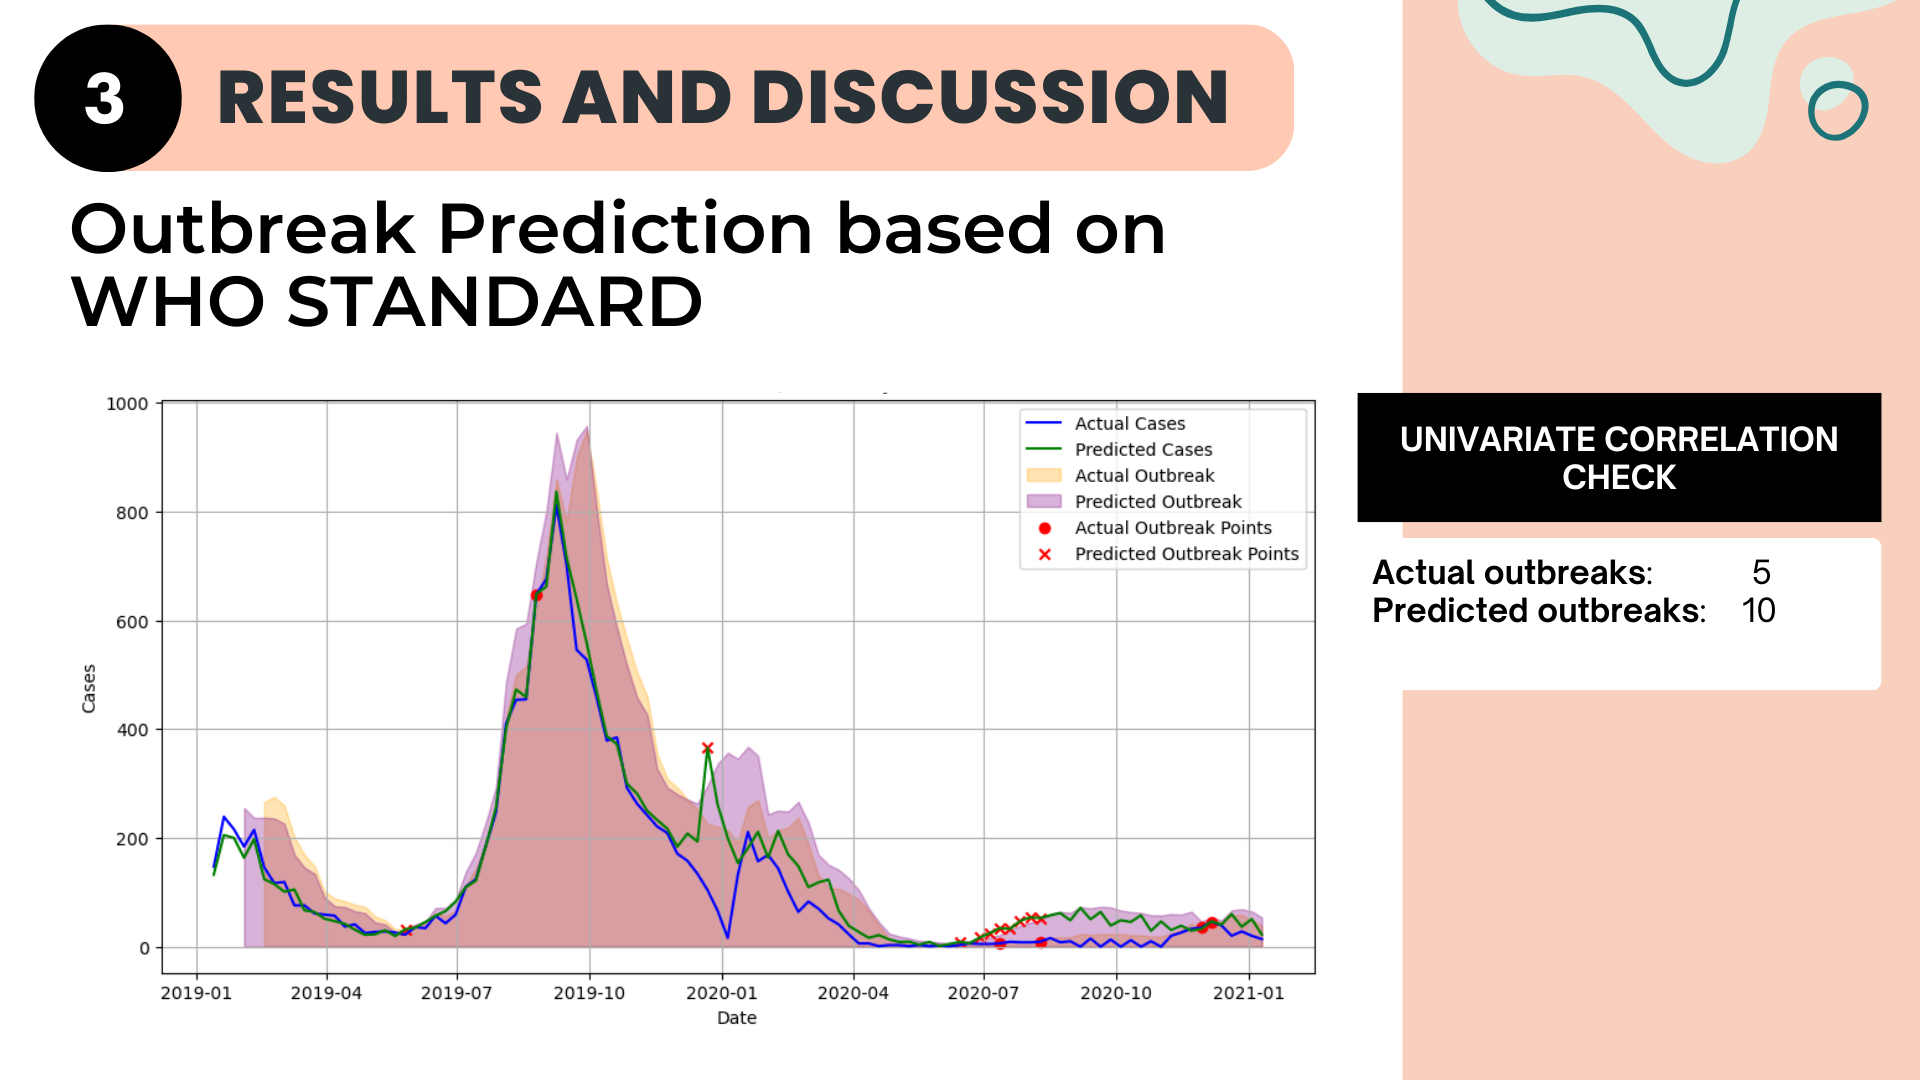 3
RESULTS AND DISCUSSION
Outbreak Prediction based on
WHO STANDARD
1000
800
600
400
200
0
Cases
Actual Cases
Predicted Cases
Actual Outbreak
Predicted Outbreak
Actual Outbreak Points
Predicted Outbreak Points
2019-01 2019-04 2019-07 2019-10 2020-01 2020-04 2020-07 2020-10 2021-01
Date
UNIVARIATE CORRELATION
CHECK
Actual outbreaks: 5
Predicted outbreaks: 10